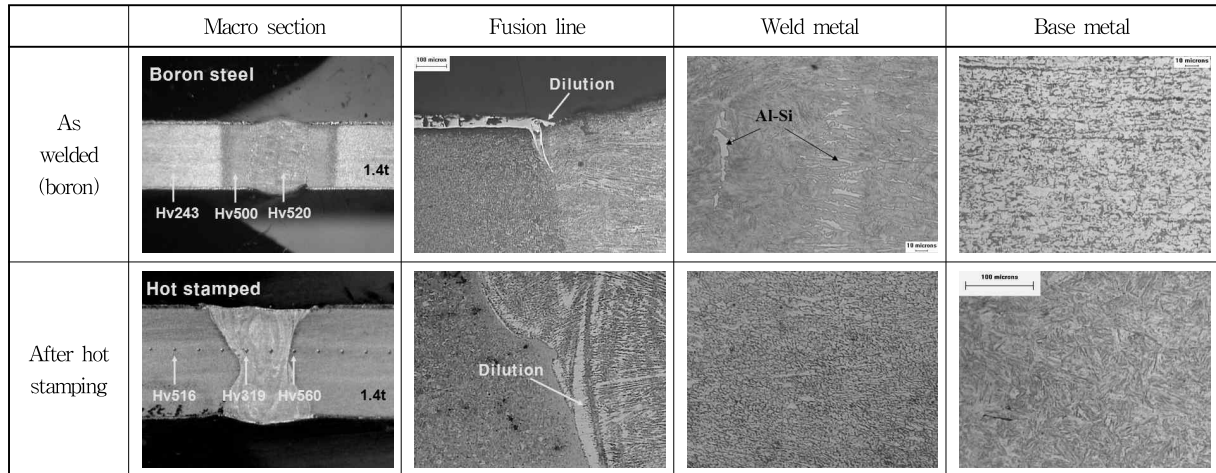 Macro section
Fusion line
Weld metal
Base metal
As
welded
(boron)
Boron steel
1.4t
Hv243
Hv500
Hv520
100 microns
Dilution
Al-Si
10 microns
10 microns
After hot
stamping
Hot stamped
Hv516
Hv319
Hv560
1.4t
Dilution
100 microns